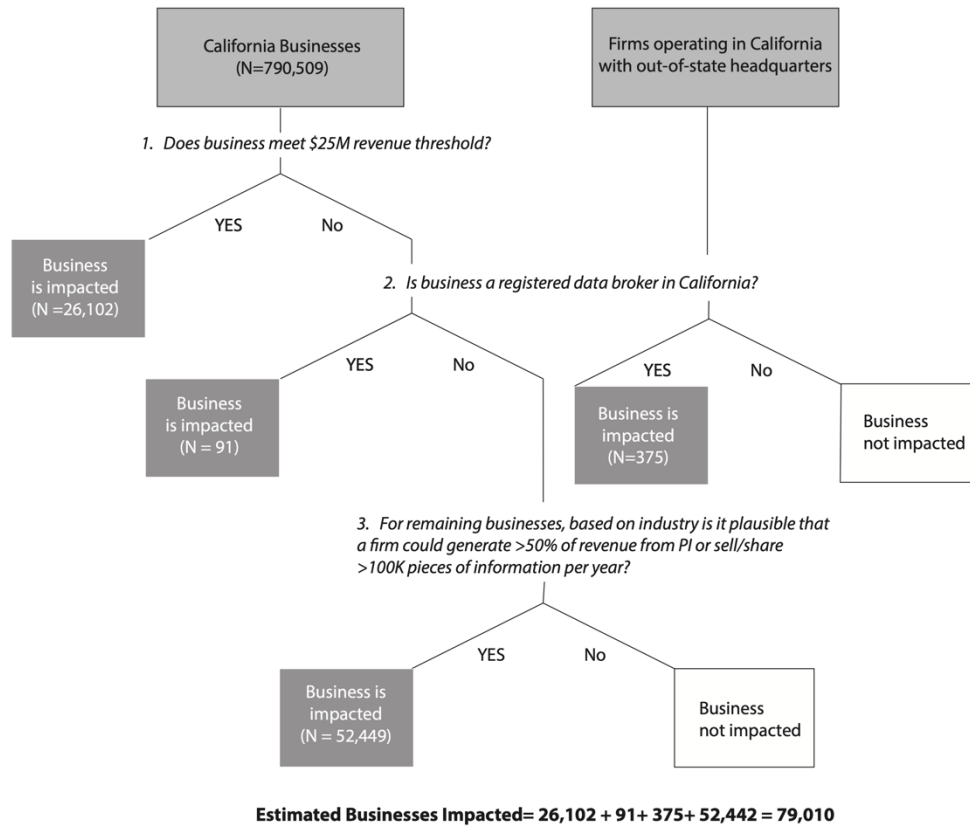 California Businesses
(N=790,509)
Firms operating in California
with out-of-state headquarters
1. Does business meet $25M revenue threshold?
YES
No
Business
is impacted
(N =26,102)
2. Is business a registered data broker in California?
YES
No
YES
No
Business
is impacted
(N = 91)
Business is
impacted
(N=375)
Business
not impacted
3. For remaining businesses, based on industry is it plausible that
a firm could generate >50% of revenue from PI or sell/share
>100K pieces of information per year?
YES
No
Business is
impacted
(N = 52,449)
Business
not impacted
Estimated Businesses Impacted= 26,102 + 91+ 375+ 52,442 = 79,010